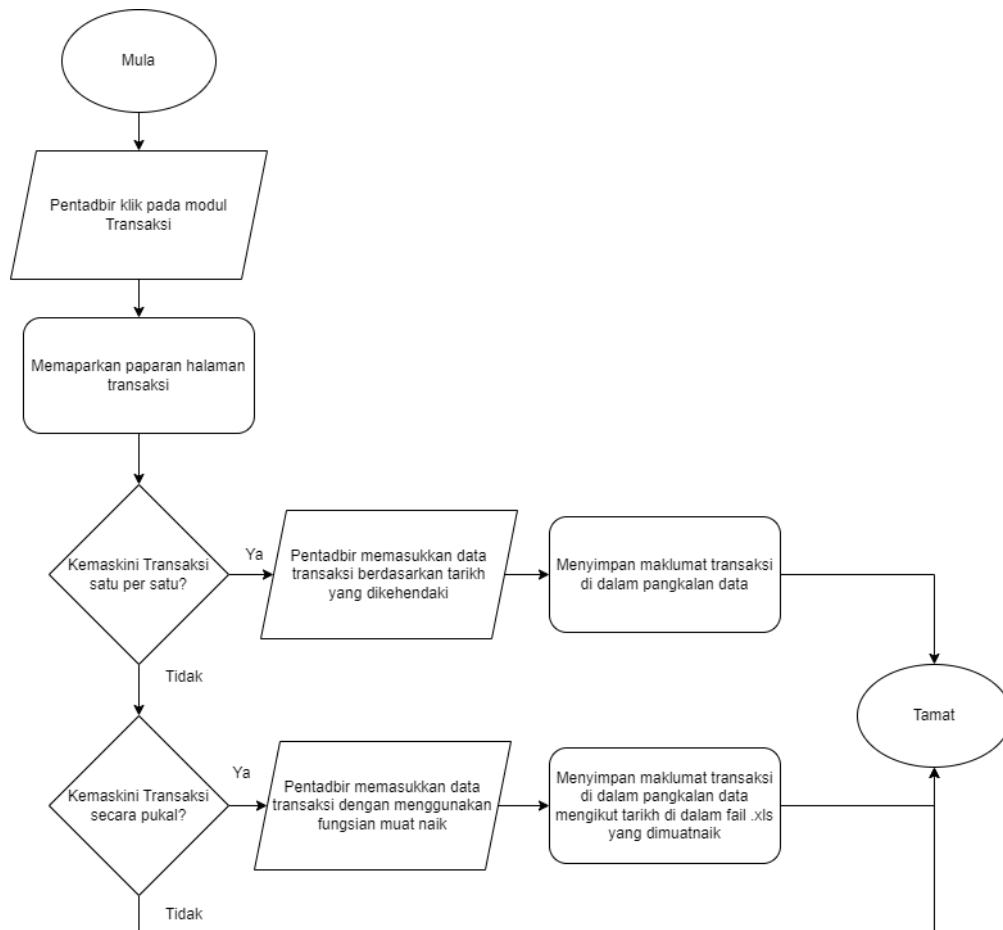 Mula
Pentadbir klik pada modul
Transaksi
Memaparkan paparan halaman
transaksi
Kemaskini Transaksi
satu per satu?
Ya
Pentadbir memasukkan data
transaksi berdasarkan tarikh
yang dikehendaki
Menyimpan maklumat transaksi
di dalam pangkalan data
Tidak
Tamat
Kemaskini Transaksi
secara pukal?
Ya
Pentadbir memasukkan data
transaksi dengan menggunakan
fungsian muat naik
Menyimpan maklumat transaksi
di dalam pangkalan data
mengikut tarikh di dalam fail .xls
yang dimuatnaik
Tidak